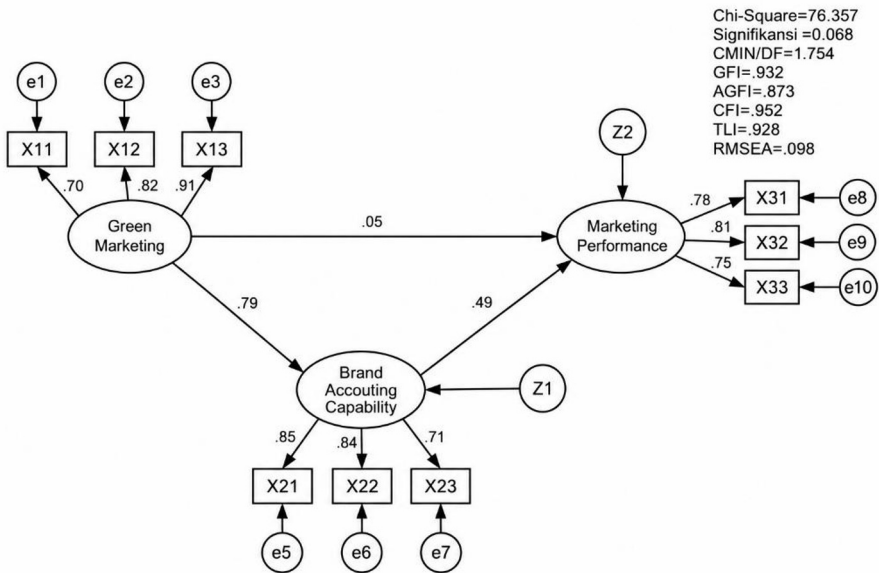 Chi-Square=76.357
Signifikansi =0.068
CMIN/DF=1.754
GFI=.932
AGFI=.873
CFI=.952
TLI=.928
RMSEA=.098
e1
e2
e3
X11
X12
X13
.70
.82
.91
Green
Marketing
Z2
.05
Marketing
Performance
.78
.81
.75
X31
X32
X33
e8
e9
e10
.79
.49
Brand
Accouting
Capability
Z1
.85
.84
.71
X21
X22
X23
e5
e6
e7